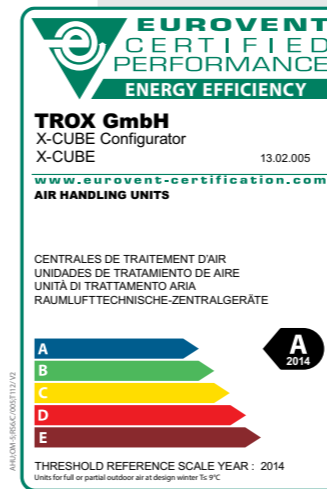 EUROVENT
CERTIFIED
PERFORMANCE
ENERGY EFFICIENCY
TROX GmbH
X-CUBE Configurator
X-CUBE 13.02.005
www.eurovent-certification.com
AIR HANDLING UNITS
CENTRALES DE TRAITEMENT D'AIR
UNIDADES DE TRATAMIENTO DE AIRE
UNITÀ DI TRATTAMENTO ARIA
RAUMLUFTTECHNISCHE-ZENTRALGERÄTE
A
B
C
D
E
A
2014
THRESHOLD REFERENCE SCALE YEAR : 2014
Units for full or partial outdoor air at design winter T≤ 9°C